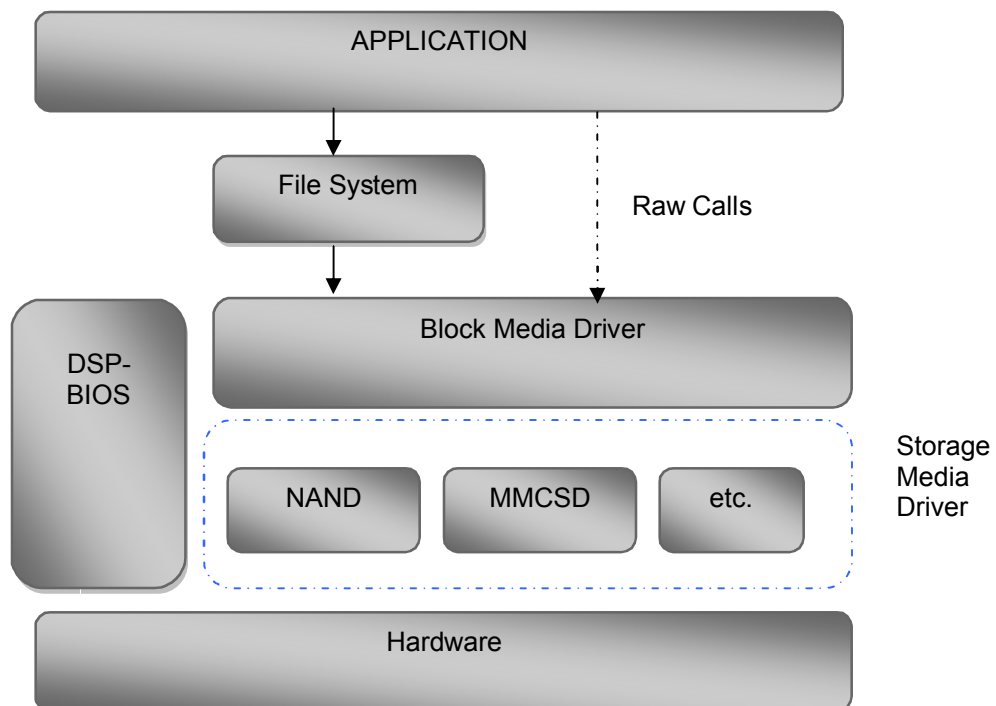 APPLICATION
File System
Raw Calls
Block Media Driver
DSP-
BIOS
Storage
Media
Driver
NAND
MMCSD
etc.
Hardware